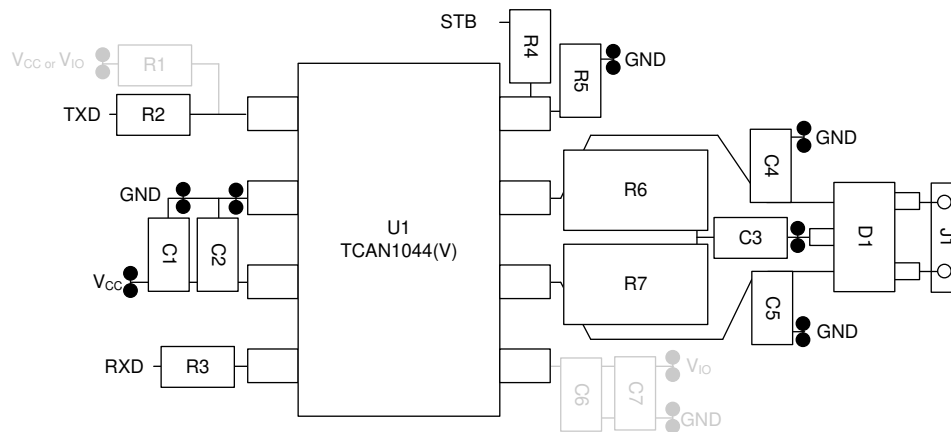 STB
R4
R5
GND
VCC or VIO
R1
TXD
R2
GND
C4
R6
GND
C1
C2
U1
TCAN1044(V)
C3
D1
J1
R7
VCC
C5
GND
RXD
R3
C6
C7
VIO
GND